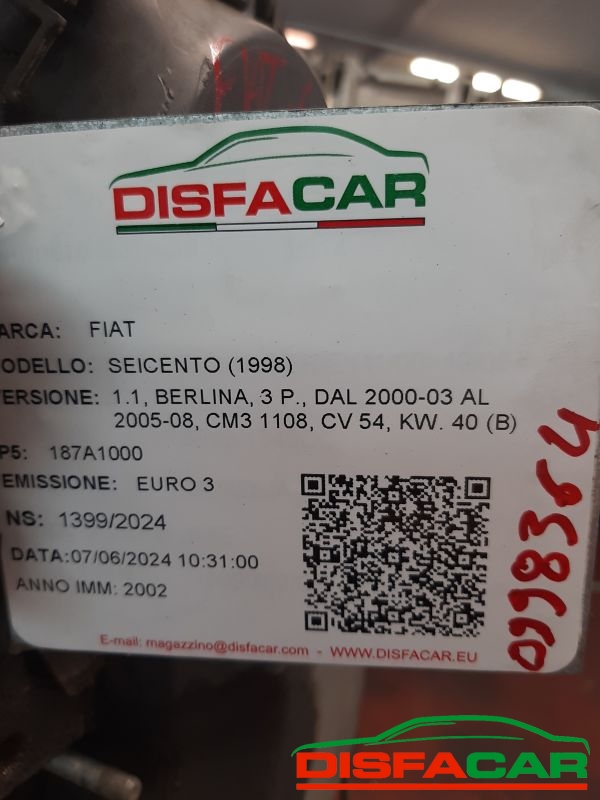 DISFACAR
ARCA: FIAT
ODELLO: SEICENTO (1998)
ERSIONE: 1.1, BERLINA, 3 P., DAL 2000-03 AL
2005-08, CM3 1108, CV 54, KW. 40 (B)
P5: 187A1000
EMISSIONE: EURO 3
NS: 1399/2024
DATA:07/06/2024 10:31:00
ANNO IMM: 2002
E-mail: magazzino@disfacar.com - WWW.DISFACAR.EU
0998364
DISFACAR